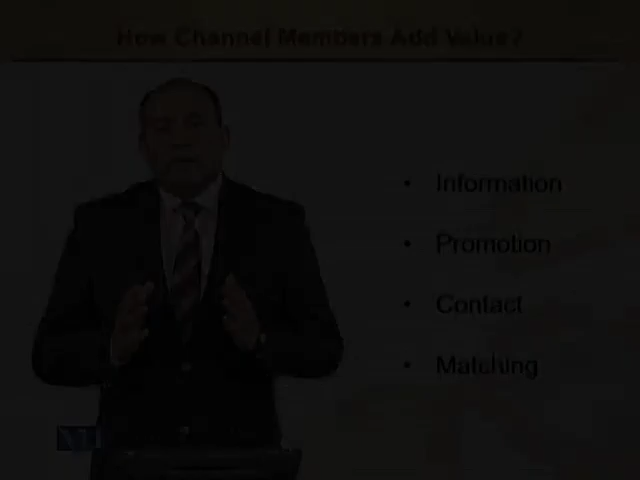 How Channel Members Add Value?
• Information
• Promotion
• Contact
• Matching